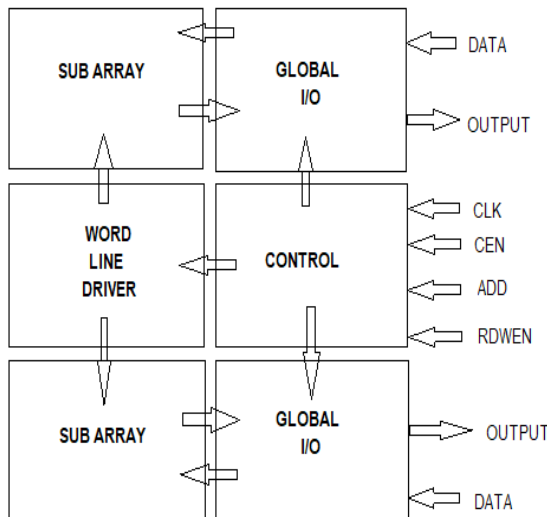 SUB ARRAY
GLOBAL
I/O
DATA
OUTPUT
WORD
LINE
DRIVER
CONTROL
CLK
CEN
ADD
RDWEN
SUB ARRAY
GLOBAL
I/O
OUTPUT
DATA